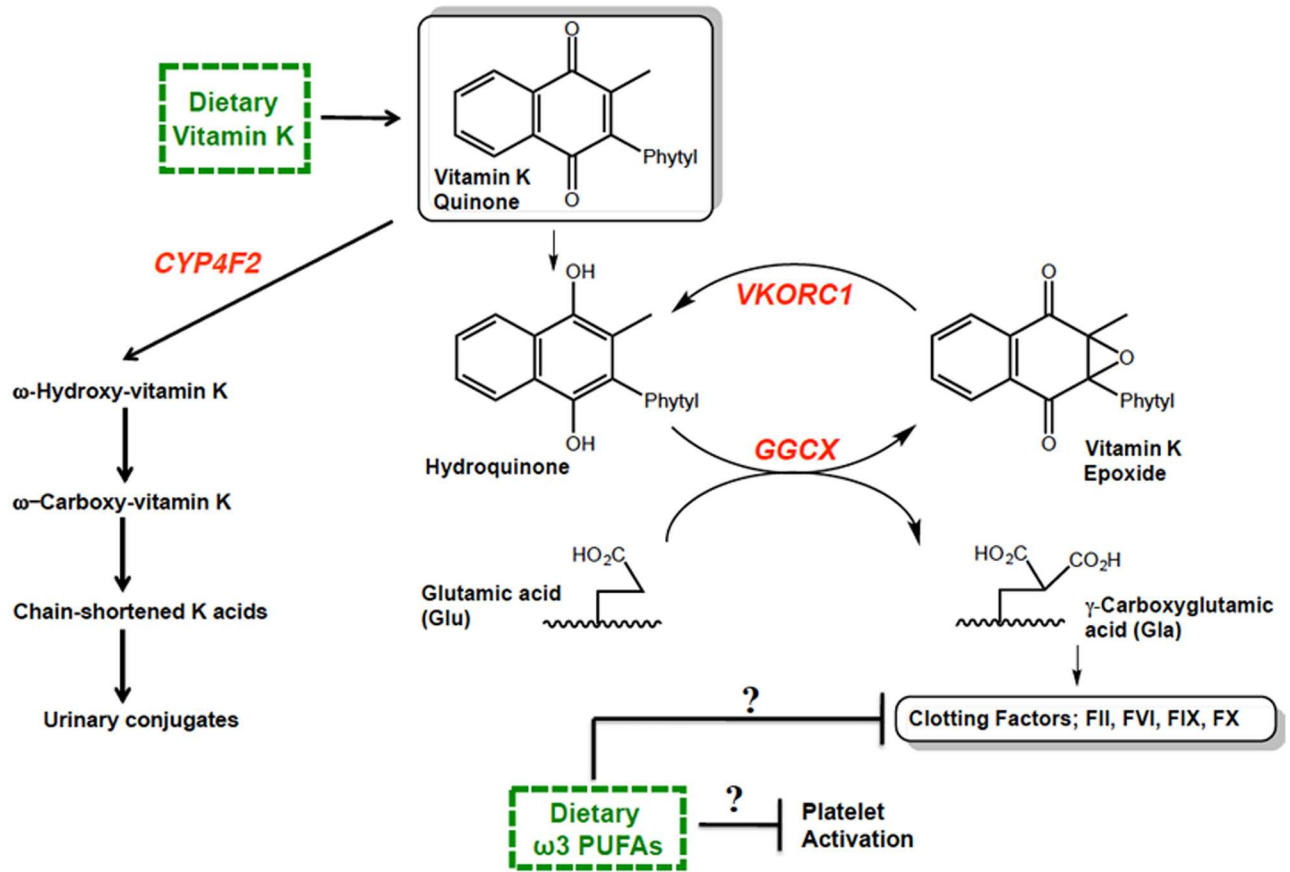 O
Dietary
Vitamin K
Phytyl
Vitamin K
Quinone
O
CYP4F2
OH
VKORC1
O
O
ω-Hydroxy-vitamin K
Phytyl
Phytyl
OH
O
GGCX
Hydroquinone
Vitamin K
Epoxide
ω−Carboxy-vitamin K
HO₂C
HO₂C
CO₂H
Glutamic acid
(Glu)
Chain-shortened K acids
γ-Carboxyglutamic
acid (Gla)
Urinary conjugates
?
Clotting Factors; FII, FVI, FIX, FX
Dietary
ω3 PUFAs
?
Platelet
Activation